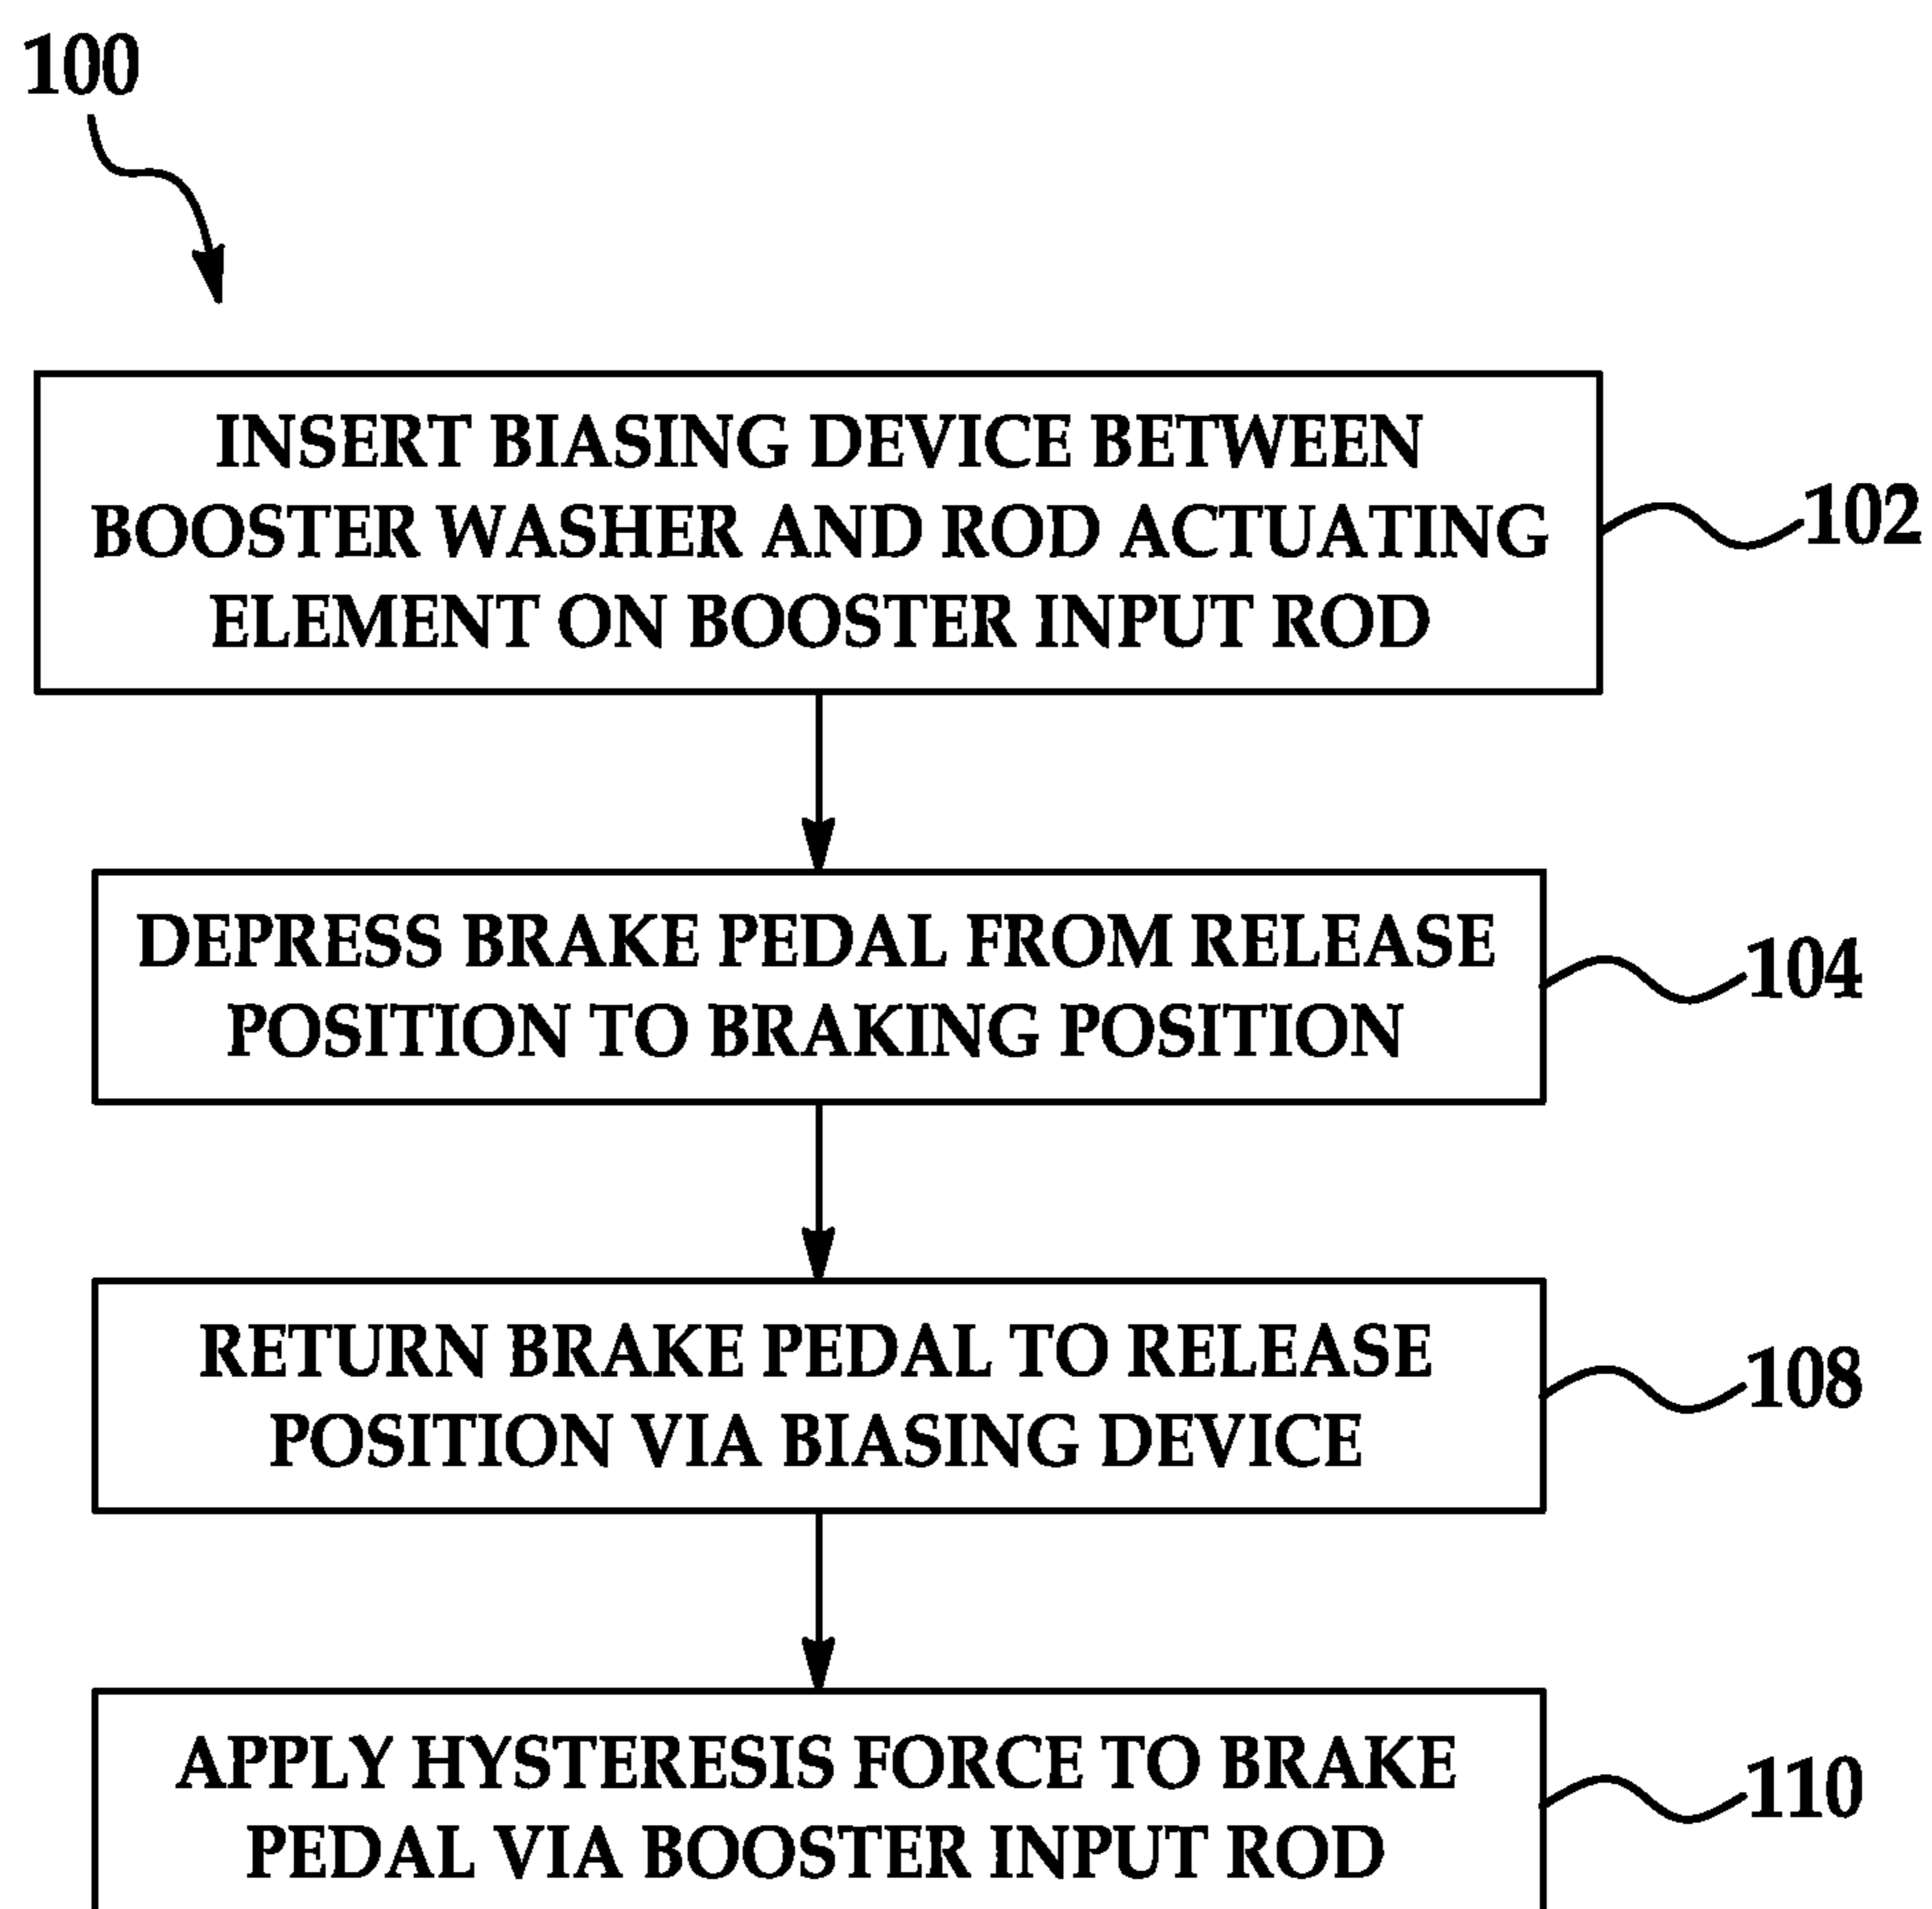 100
INSERT BIASING DEVICE BETWEEN
BOOSTER WASHER AND ROD ACTUATING
ELEMENT ON BOOSTER INPUT ROD
102
DEPRESS BRAKE PEDAL FROM RELEASE
POSITION TO BRAKING POSITION
104
RETURN BRAKE PEDAL TO RELEASE
POSITION VIA BIASING DEVICE
108
APPLY HYSTERESIS FORCE TO BRAKE
PEDAL VIA BOOSTER INPUT ROD
110